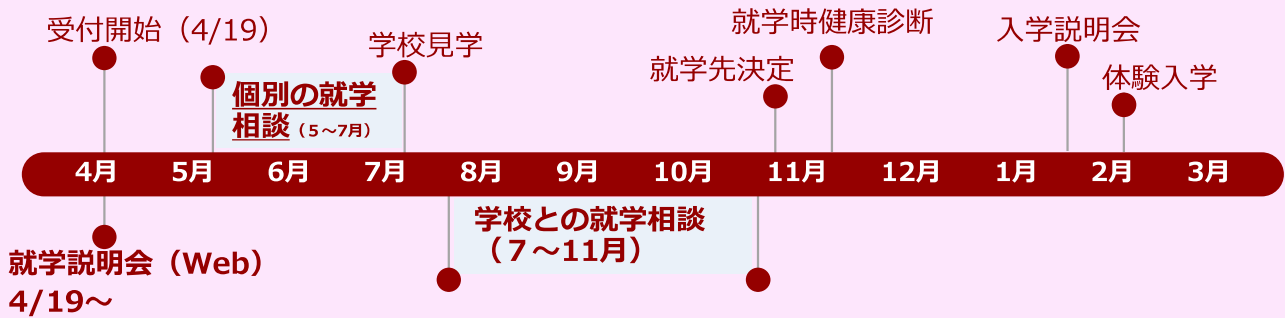 受付開始（4/19）
学校見学
就学時健康診断
就学先決定
入学説明会
体験入学
個別の就学
相談（５～7月）
4月 5月 6月 7月 8月 9月 10月 11月 12月 1月 2月 3月
学校との就学相談
（７～11月）
就学説明会（Web）
4/19～